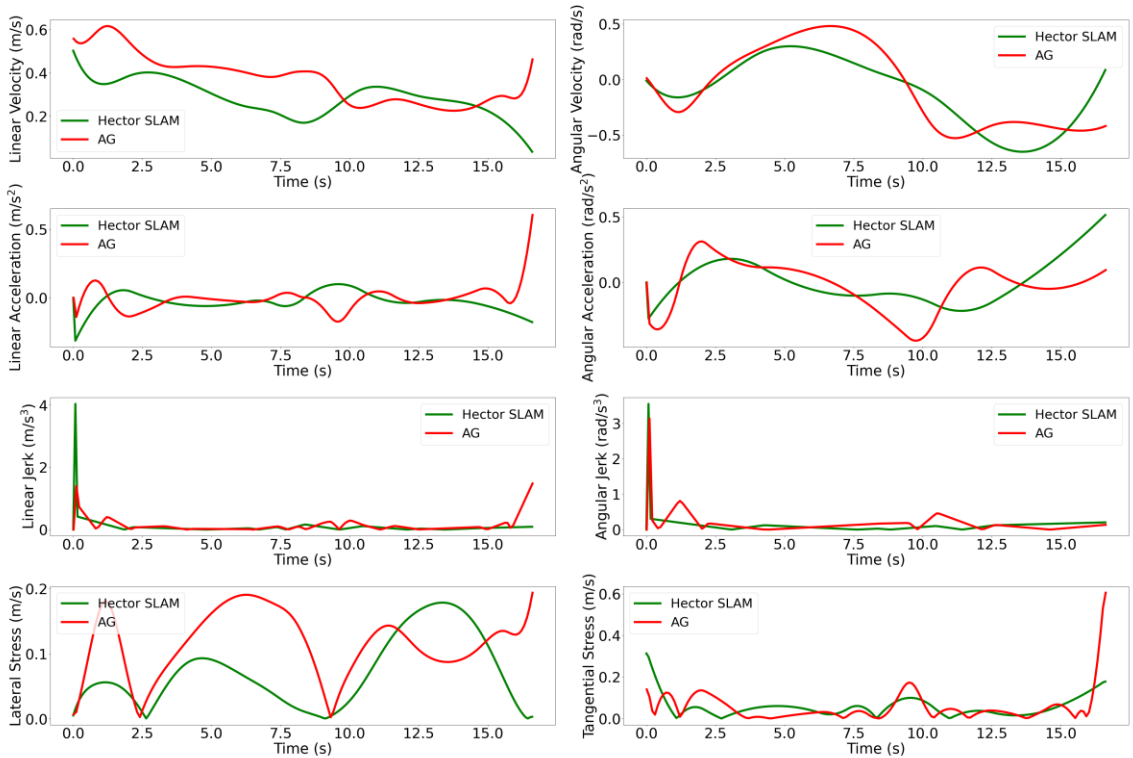 Linear Velocity (m/s)
0.6
0.4
0.2
Hector SLAM
AG
0.0 2.5 5.0 7.5 10.0 12.5 15.0
Time (s)
Angular Velocity (rad/s)
0.5
0.0
−0.5
Hector SLAM
AG
0.0 2.5 5.0 7.5 10.0 12.5 15.0
Time (s)
Linear Acceleration (m/s²)
0.5
0.0
Hector SLAM
AG
0.0 2.5 5.0 7.5 10.0 12.5 15.0
Time (s)
Angular Acceleration (rad/s²)
0.5
0.0
Hector SLAM
AG
0.0 2.5 5.0 7.5 10.0 12.5 15.0
Time (s)
Linear Jerk (m/s³)
4
2
0
Hector SLAM
AG
0.0 2.5 5.0 7.5 10.0 12.5 15.0
Time (s)
Angular Jerk (rad/s³)
3
2
1
0
Hector SLAM
AG
0.0 2.5 5.0 7.5 10.0 12.5 15.0
Time (s)
Lateral Stress (m/s)
0.2
0.1
0.0
Hector SLAM
AG
0.0 2.5 5.0 7.5 10.0 12.5 15.0
Time (s)
Tangential Stress (m/s)
0.6
0.4
0.2
0.0
Hector SLAM
AG
0.0 2.5 5.0 7.5 10.0 12.5 15.0
Time (s)